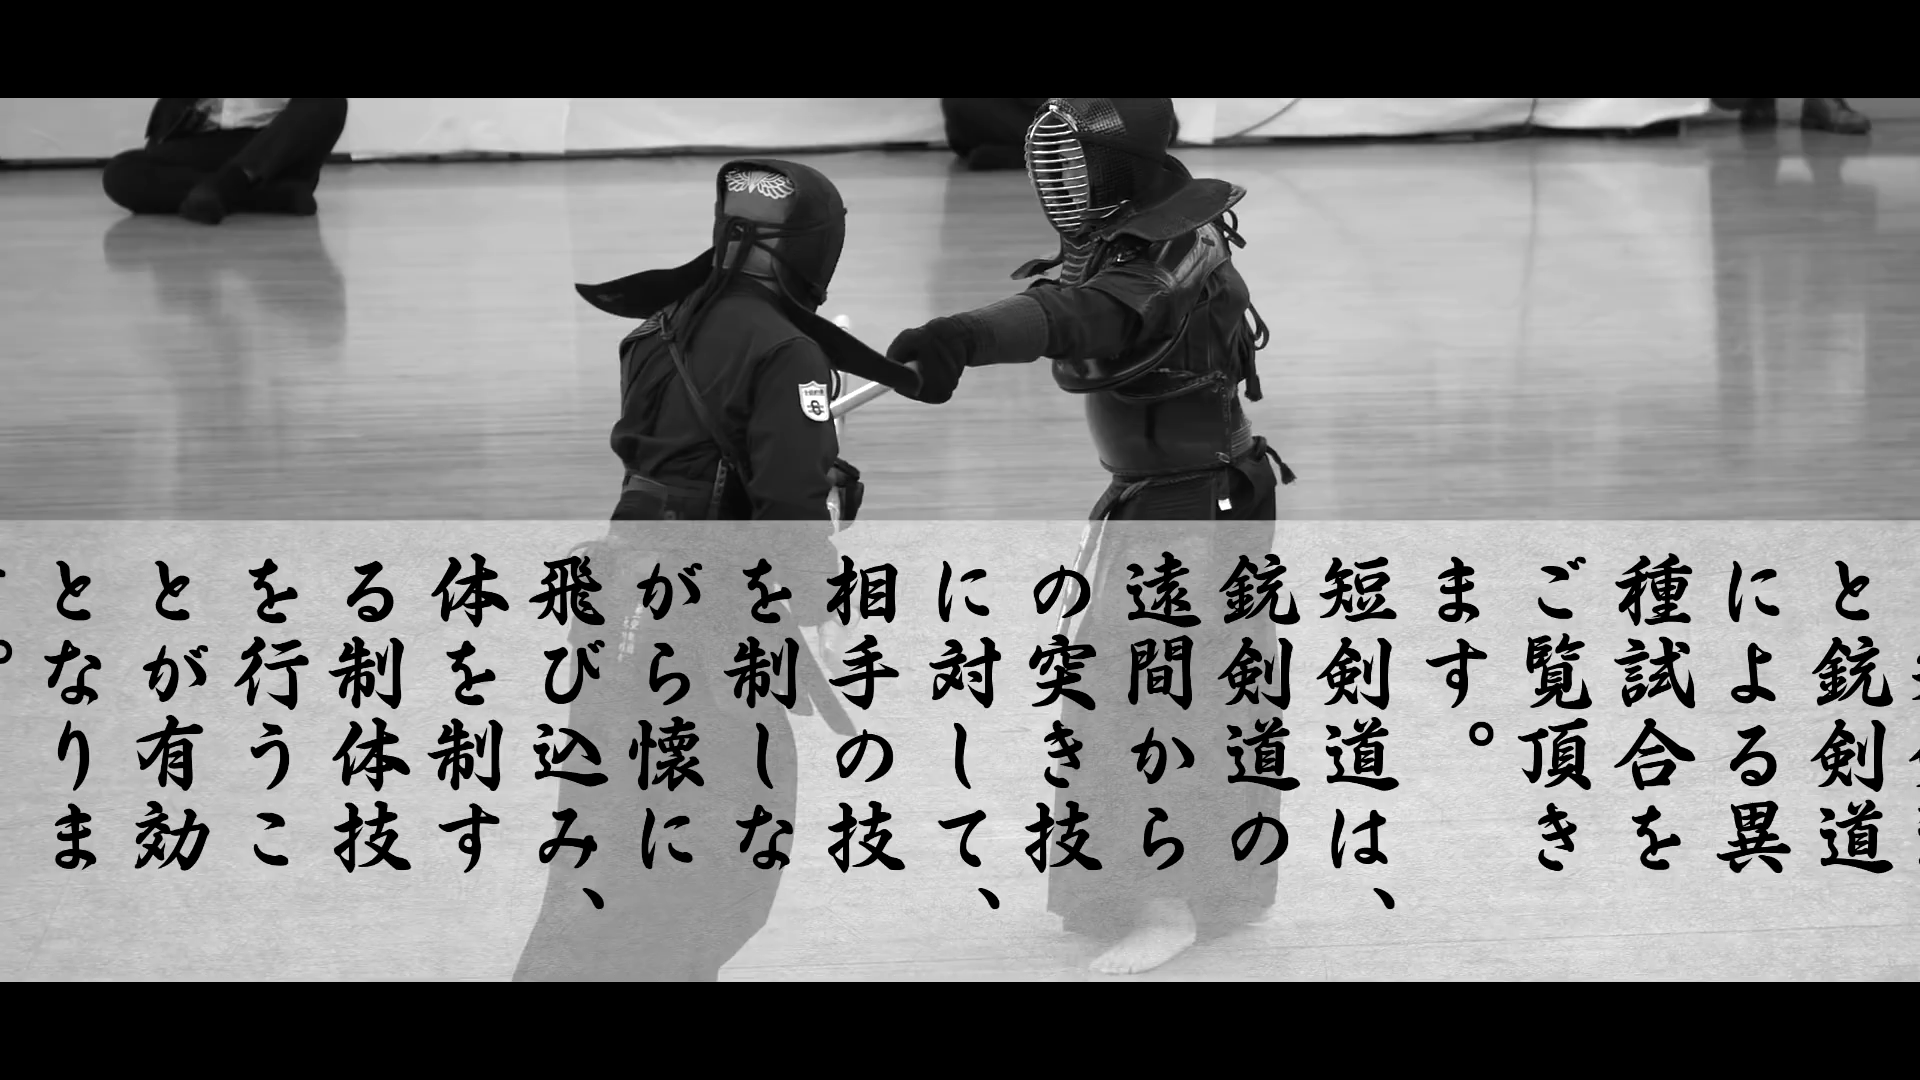 と銃剣道
による異
種試合を
ご覧頂き
ます。
短剣道は、
銃剣道の
遠間から
の突き技
に対して、
相手の技
を制しな
がら懐に
飛び込み、
体を制す
る制体技
を行うこ
とが有効
となりま
。